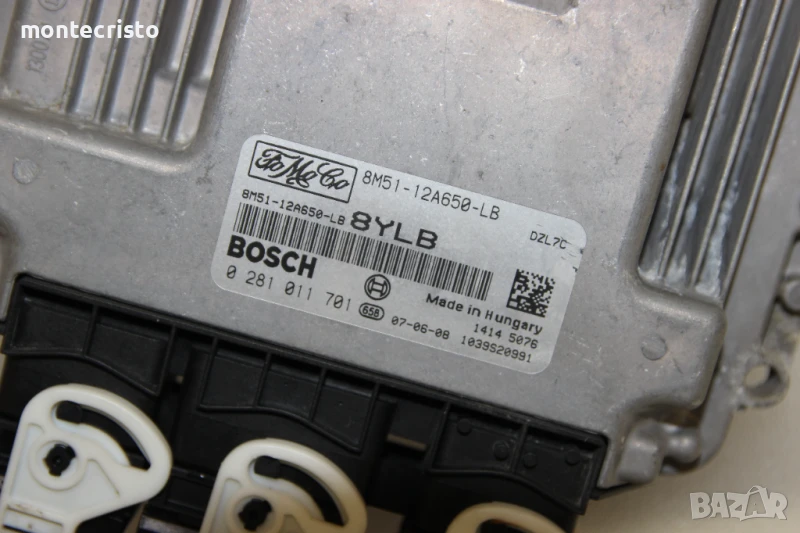 montecristo
J300
FoMoCo
8M51-12A650-LB
8M51-12A650-LB 8YLB
DZL7C
BOSCH
0 281 011 701
658
07-06-08
Made in Hungary
1414 5076
1039S20991
BAZAR